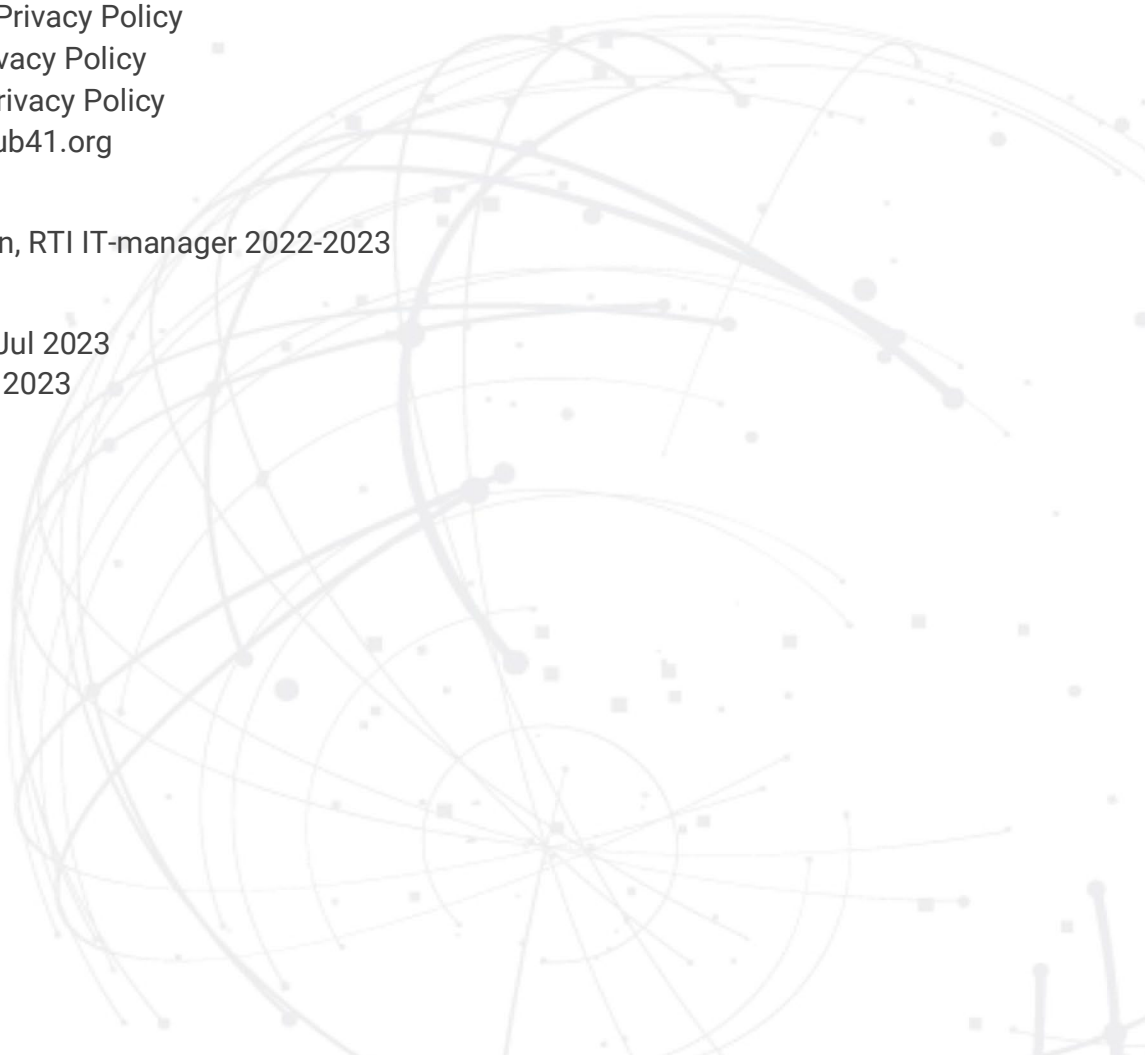 Privacy Policy
vacy Policy
rivacy Policy
ub41.org
n, RTI IT-manager 2022-2023
Jul 2023
2023